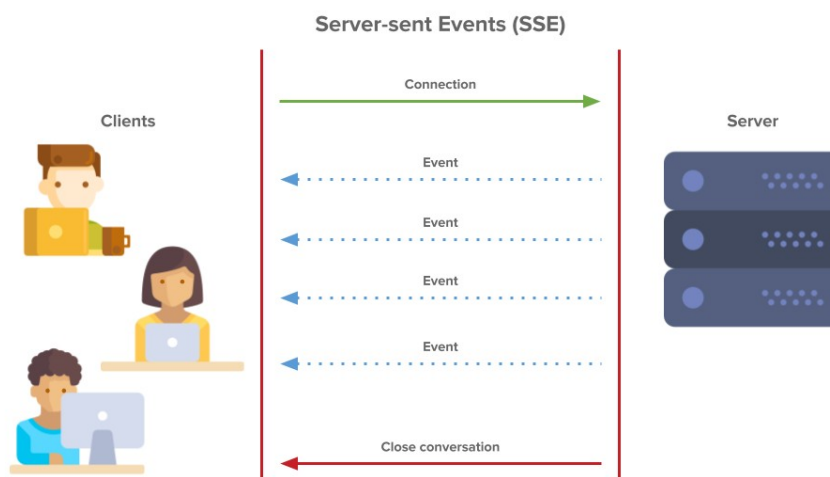 Server-sent Events (SSE)
Connection
Clients
Server
Event
Event
Event
Event
Close conversation